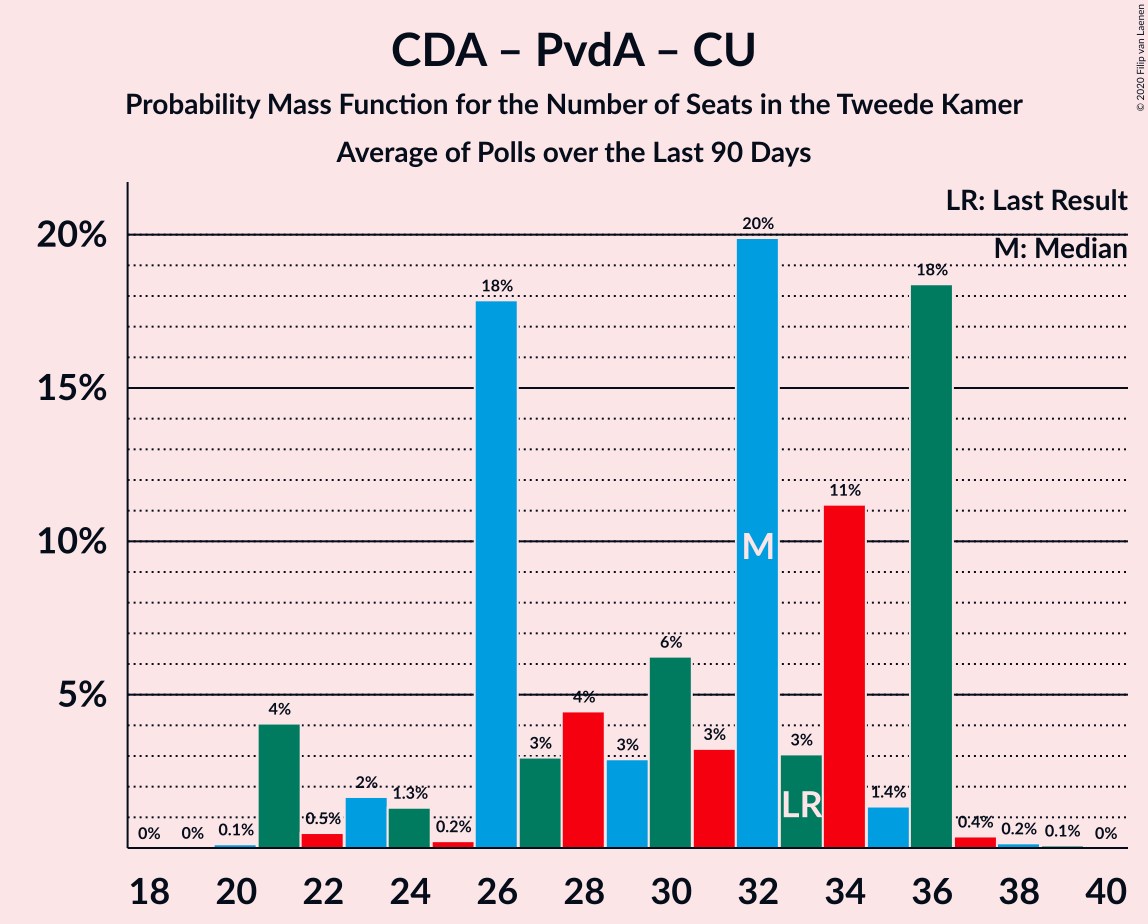 CDA – PvdA – CU
Probability Mass Function for the Number of Seats in the Tweede Kamer
Average of Polls over the Last 90 Days
© 2020 Filip van Laenen
LR: Last Result
M: Median
20%
15%
10%
5%
0% 0% 0.1% 4% 0.5% 2% 1.3% 0.2% 18% 3% 4% 3% 6% 3% 20% 3% 11% 1.4% 18% 0.4% 0.2% 0.1% 0%
M
LR
18 20 22 24 26 28 30 32 34 36 38 40